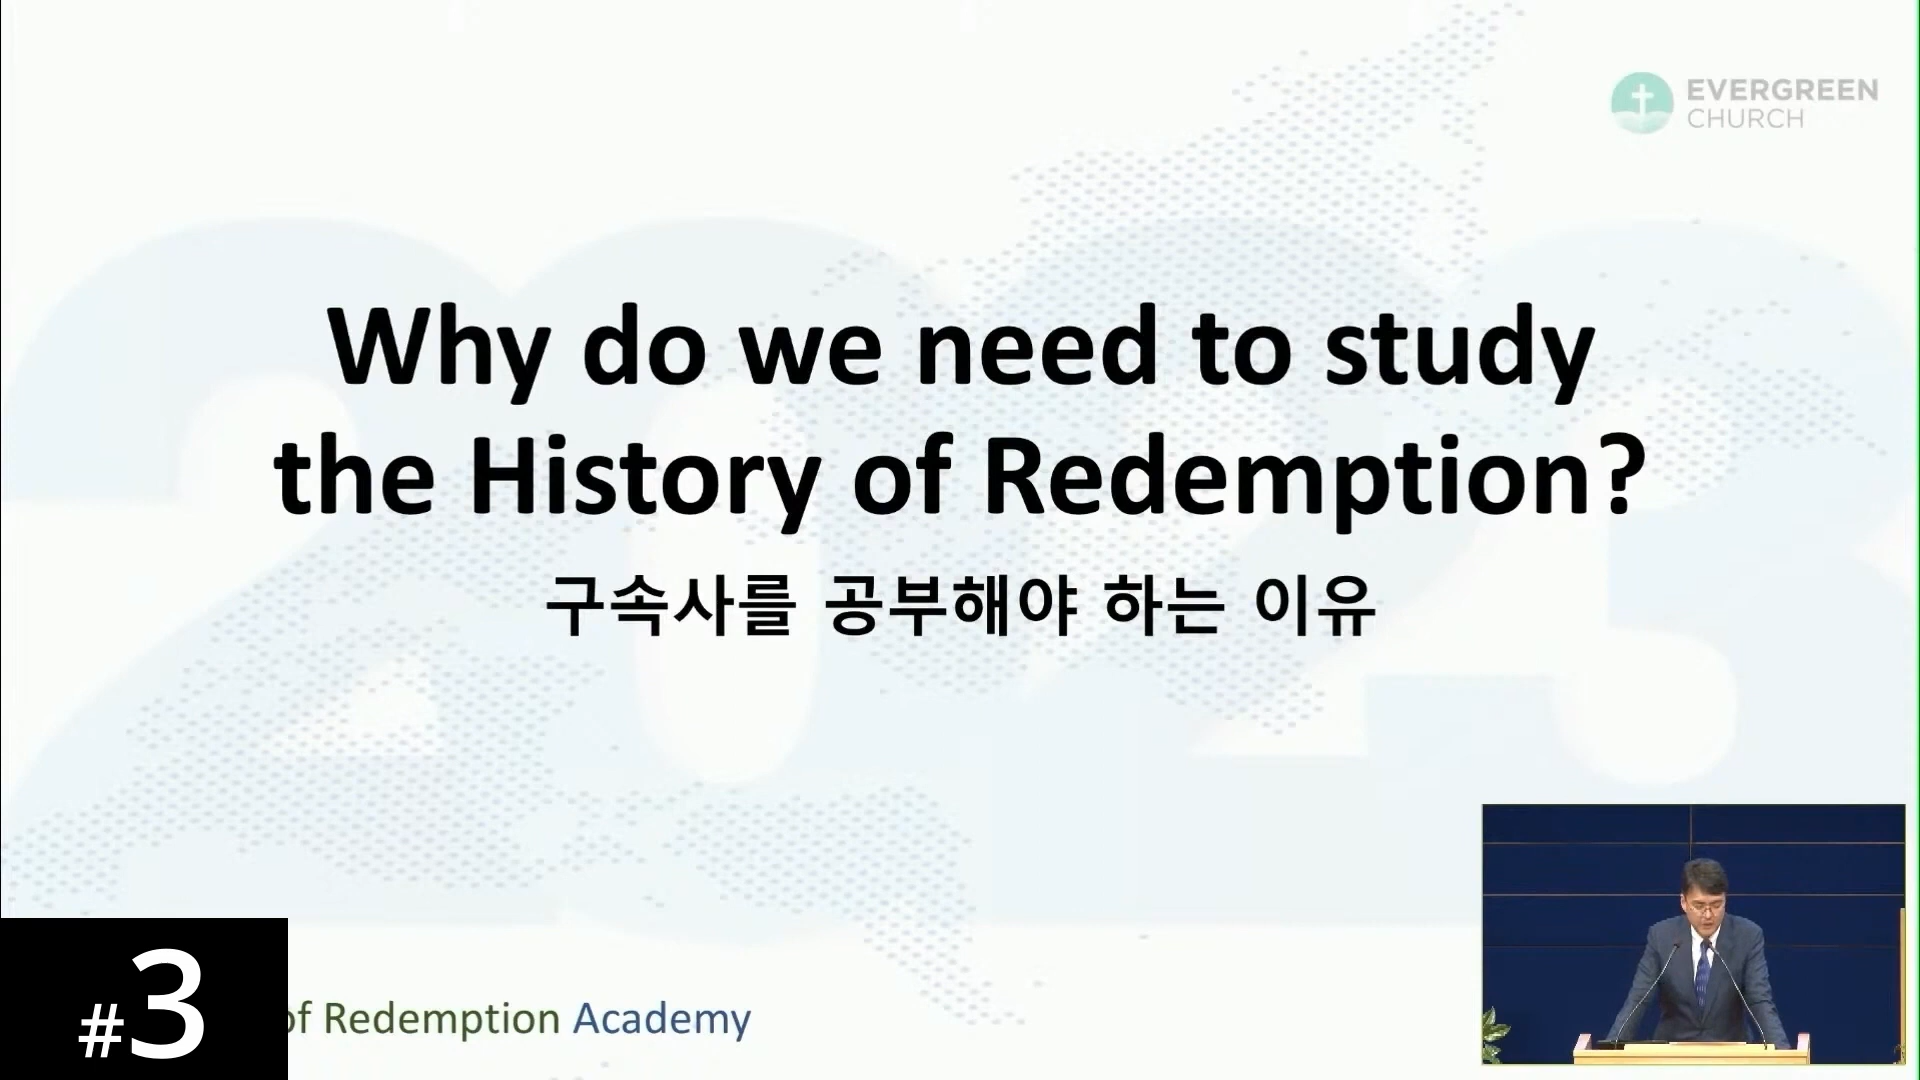 EVERGREEN
CHURCH
2023
Why do we need to study
the History of Redemption?
구속사를 공부해야 하는 이유
#3
of Redemption Academy